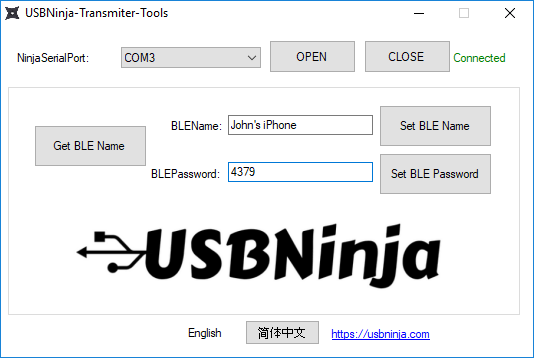 USBNinja-Transmiter-Tools
NinjaSerialPort: COM3 OPEN CLOSE Connected
BLEName: John's iPhone Set BLE Name
Get BLE Name
BLEPassword: 4379 Set BLE Password
USBNinja
English 简体中文 https://usbninja.com